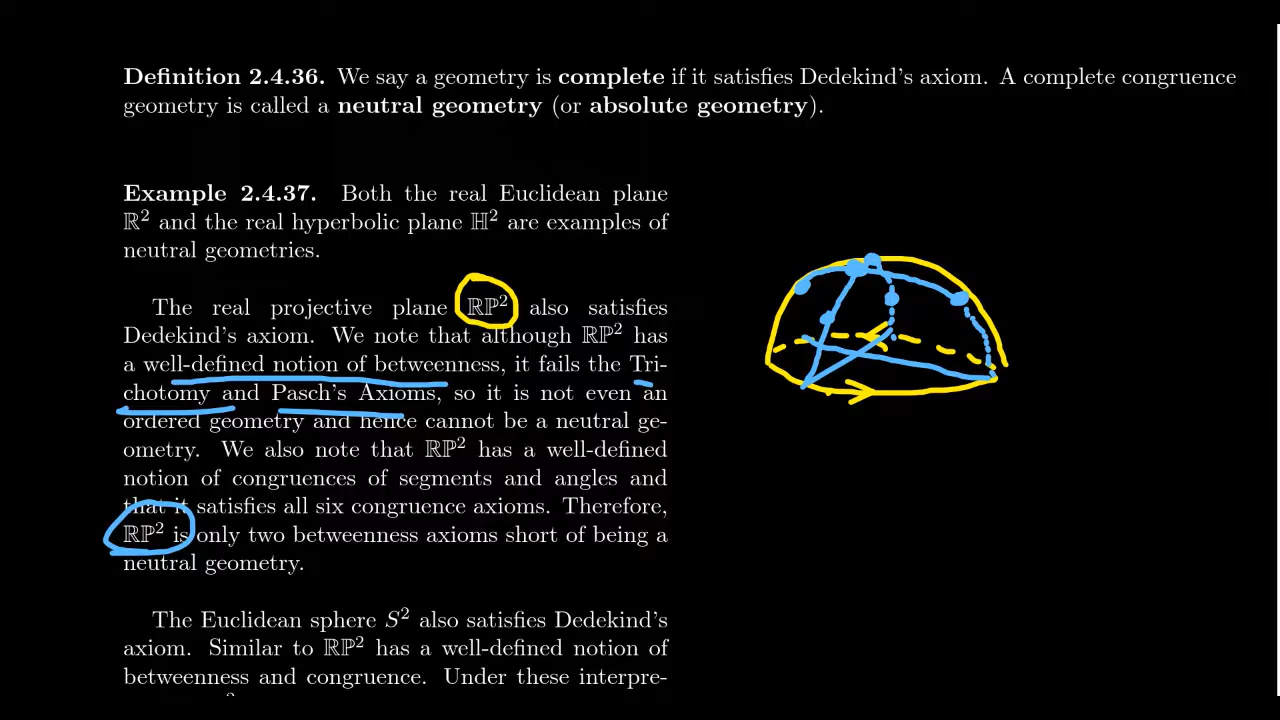 Definition 2.4.36. We say a geometry is complete if it satisfies Dedekind's axiom. A complete congruence
geometry is called a neutral geometry (or absolute geometry).
Example 2.4.37. Both the real Euclidean plane
ℝ² and the real hyperbolic plane ℍ² are examples of
neutral geometries.
The real projective plane ℝℙ² also satisfies
Dedekind's axiom. We note that although ℝℙ² has
a well-defined notion of betweenness, it fails the Tri-
chotomy and Pasch's Axioms, so it is not even an
ordered geometry and hence cannot be a neutral ge-
ometry. We also note that ℝℙ² has a well-defined
notion of congruences of segments and angles and
that it satisfies all six congruence axioms. Therefore,
ℝℙ² is only two betweenness axioms short of being a
neutral geometry.
The Euclidean sphere S² also satisfies Dedekind's
axiom. Similar to ℝℙ² has a well-defined notion of
betweenness and congruence. Under these interpre-